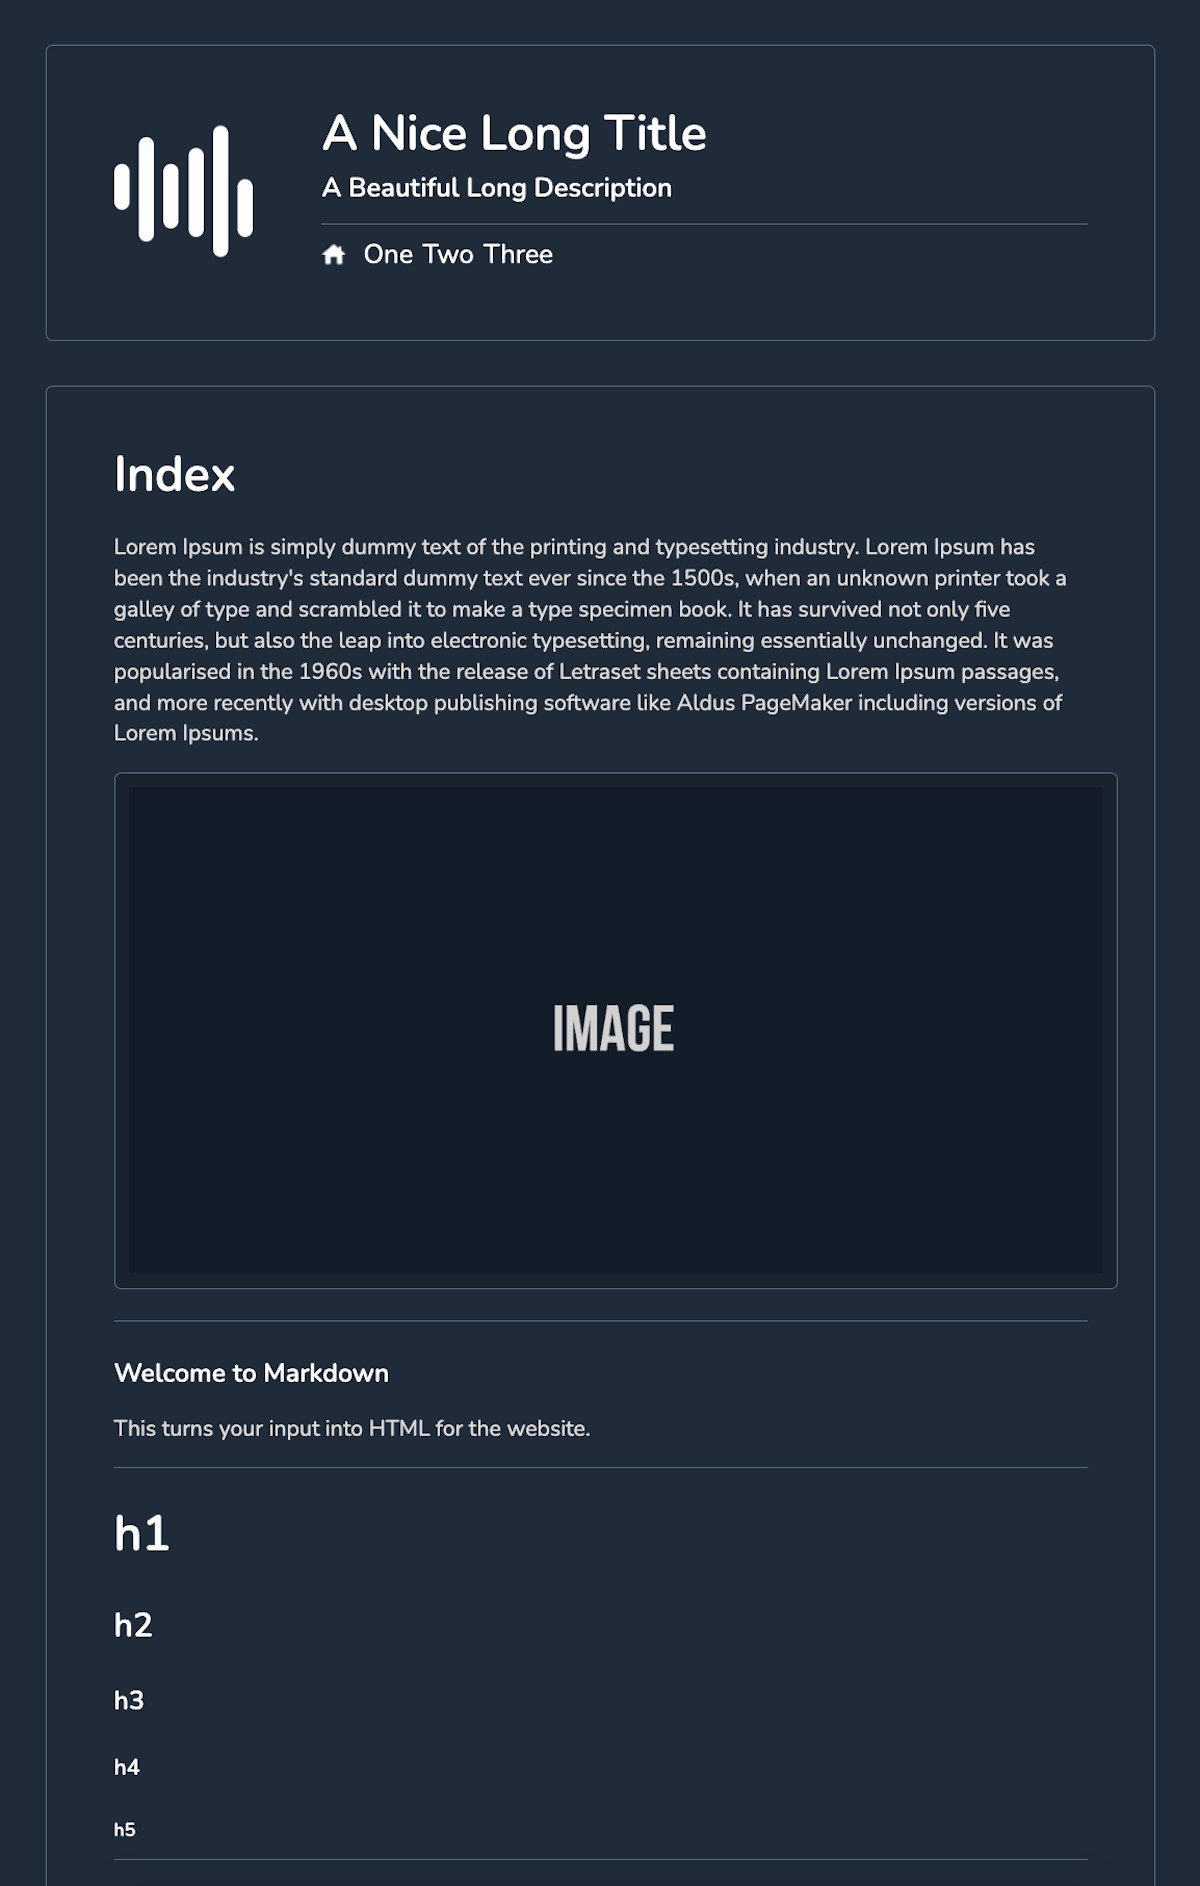 A Nice Long Title
A Beautiful Long Description
One Two Three
Index
Lorem Ipsum is simply dummy text of the printing and typesetting industry. Lorem Ipsum has
been the industry's standard dummy text ever since the 1500s, when an unknown printer took a
galley of type and scrambled it to make a type specimen book. It has survived not only five
centuries, but also the leap into electronic typesetting, remaining essentially unchanged. It was
popularised in the 1960s with the release of Letraset sheets containing Lorem Ipsum passages,
and more recently with desktop publishing software like Aldus PageMaker including versions of
Lorem Ipsums.
IMAGE
Welcome to Markdown
This turns your input into HTML for the website.
h1
h2
h3
h4
h5